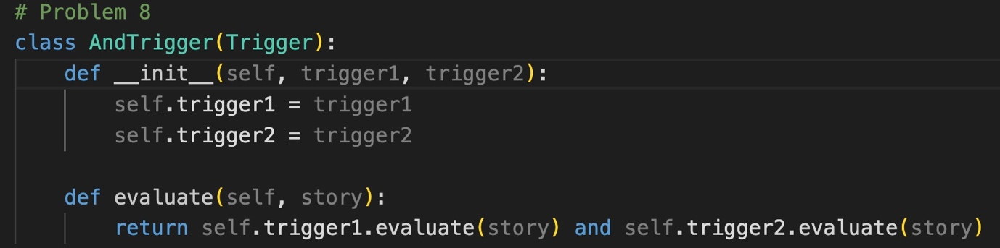 # Problem 8
class AndTrigger(Trigger):
    def __init__(self, trigger1, trigger2):
        self.trigger1 = trigger1
        self.trigger2 = trigger2

    def evaluate(self, story):
        return self.trigger1.evaluate(story) and self.trigger2.evaluate(story)